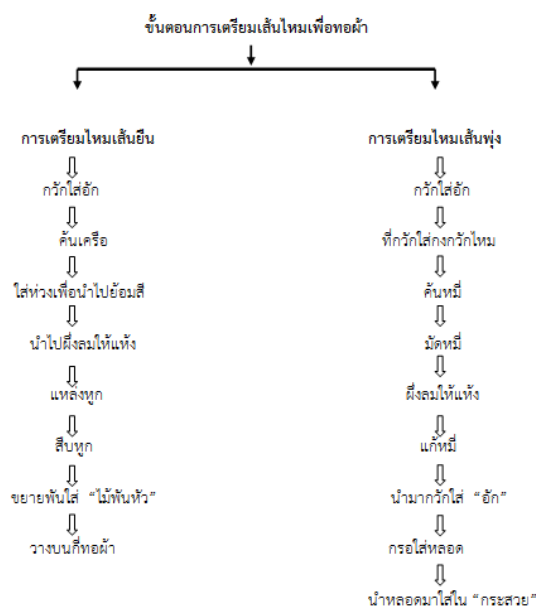 ขั้นตอนการเตรียมเส้นไหมเพื่อทอผ้า
การเตรียมไหมเส้นยืน
กวักใส่อัก
ค้นเครือ
ใส่ห่วงเพื่อนำไปย้อมสี
นำไปผึ่งลมให้แห้ง
แหล่งทูก
สืบทูก
ขยายพันใส่ "ไม้พันหัว"
วางบนกี่ทอผ้า
การเตรียมไหมเส้นพุ่ง
กวักใส่อัก
ที่กวักใส่กงกวักไหม
ค้นหมี่
มัดหมี่
ผึ่งลมให้แห้ง
แก้หมี่
นำมากวักใส่ "อัก"
กรอใส่หลอด
นำหลอดมาใส่ใน "กระสวย"